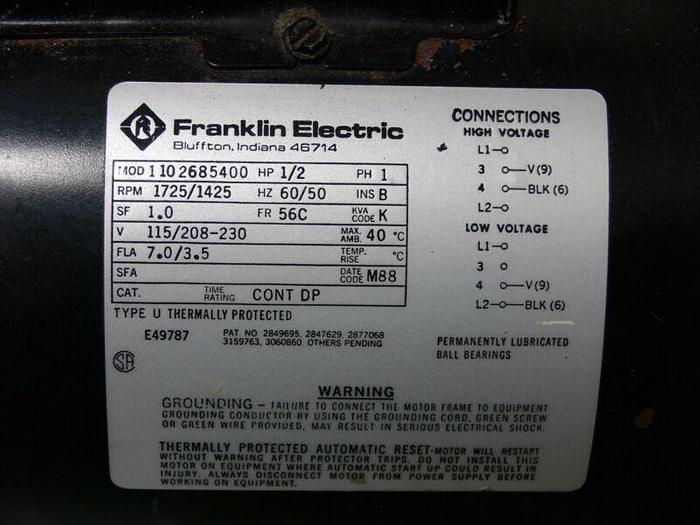 Franklin Electric
Bluffton, Indiana 46714
MOD 1102685400 HP 1/2 PH 1
RPM 1725/1425 HZ 60/50 INS B
SF 1.0 FR 56C KVA CODE K
V 115/208-230 MAX. AMB. 40 °C
FLA 7.0/3.5 TEMP. RISE °C
SFA DATE CODE M88
CAT. TIME RATING CONT DP
TYPE U THERMALLY PROTECTED
E49787 PAT NO 2849695, 2847629, 2877068
3159763, 3060860, OTHERS PENDING
SA
CONNECTIONS
HIGH VOLTAGE
L1
3 V(9)
4 BLK (6)
L2
LOW VOLTAGE
L1
3
4 V(9)
L2 BLK (6)
PERMANENTLY LUBRICATED
BALL BEARINGS
WARNING
GROUNDING - FAILURE TO CONNECT THE MOTOR FRAME TO EQUIPMENT
GROUNDING CONDUCTOR BY USING THE GROUNDING CORD, GREEN SCREW
OR GREEN WIRE PROVIDED, MAY RESULT IN SERIOUS ELECTRICAL SHOCK.
THERMALLY PROTECTED AUTOMATIC RESET-MOTOR WILL RESTART
WITHOUT WARNING AFTER PROTECTOR TRIPS. DO NOT INSTALL THIS
MOTOR ON EQUIPMENT WHERE AUTOMATIC START UP COULD RESULT IN
INJURY. ALWAYS DISCONNECT MOTOR FROM POWER SUPPLY BEFORE
WORKING ON EQUIPMENT.